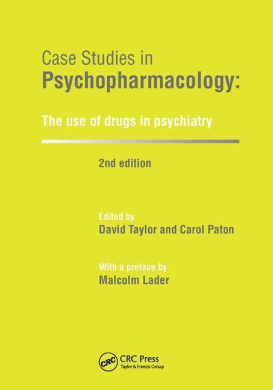 Case Studies in
Psychopharmacology:
The use of drugs in psychiatry
2nd edition
Edited by
David Taylor and Carol Paton
With a preface by
Malcolm Lader
CRC
CRC Press
Taylor & Francis Group